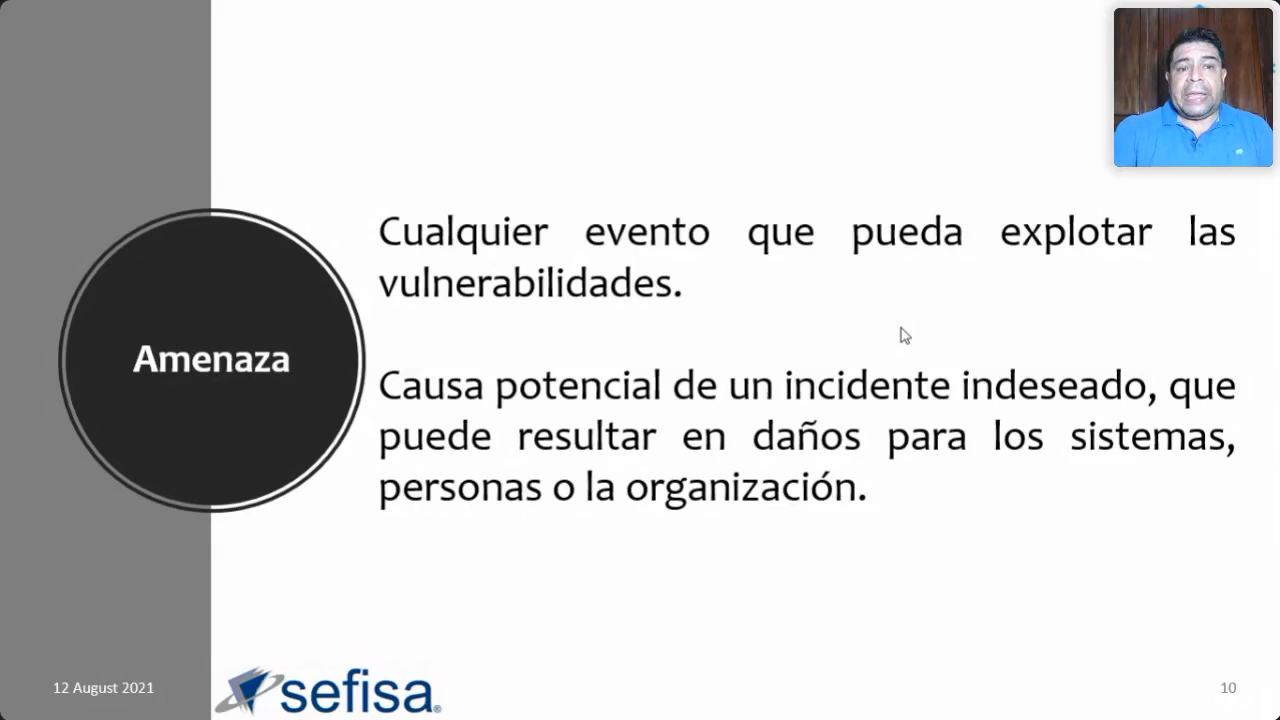 Cualquier evento que pueda explotar las
vulnerabilidades.
Amenaza
Causa potencial de un incidente indeseado, que
puede resultar en daños para los sistemas,
personas o la organización.
12 August 2021
sefisa®
10